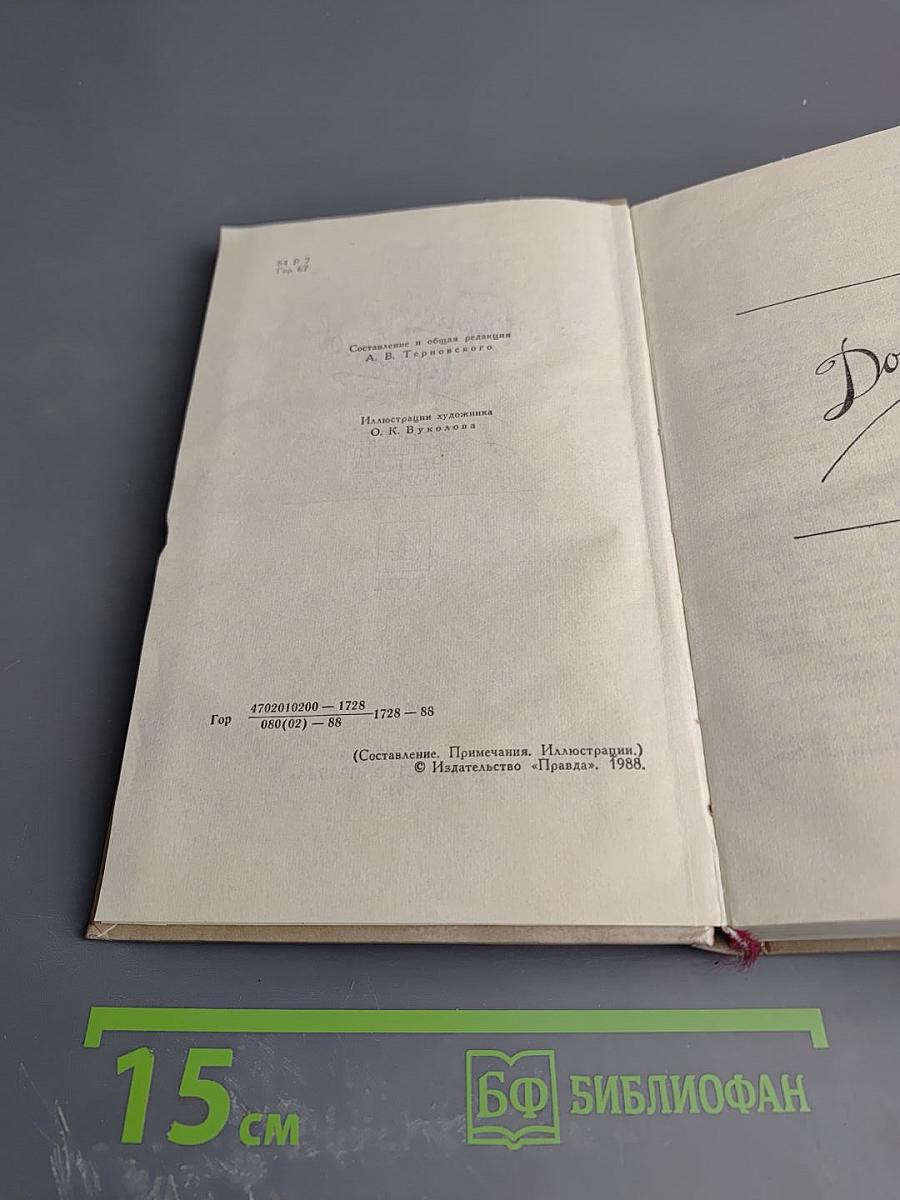 84 Р 7
Гор 67
Составление и общая редакция
А. В. Терновского
Иллюстрации художника
О. К. Вуколова
Гор 4702010200 — 1728
080(02) — 88
1728 — 88
(Составление. Примечания. Иллюстрации.)
© Издательство «Правда». 1988.
До
15 см
БФ БИБЛИОФАН